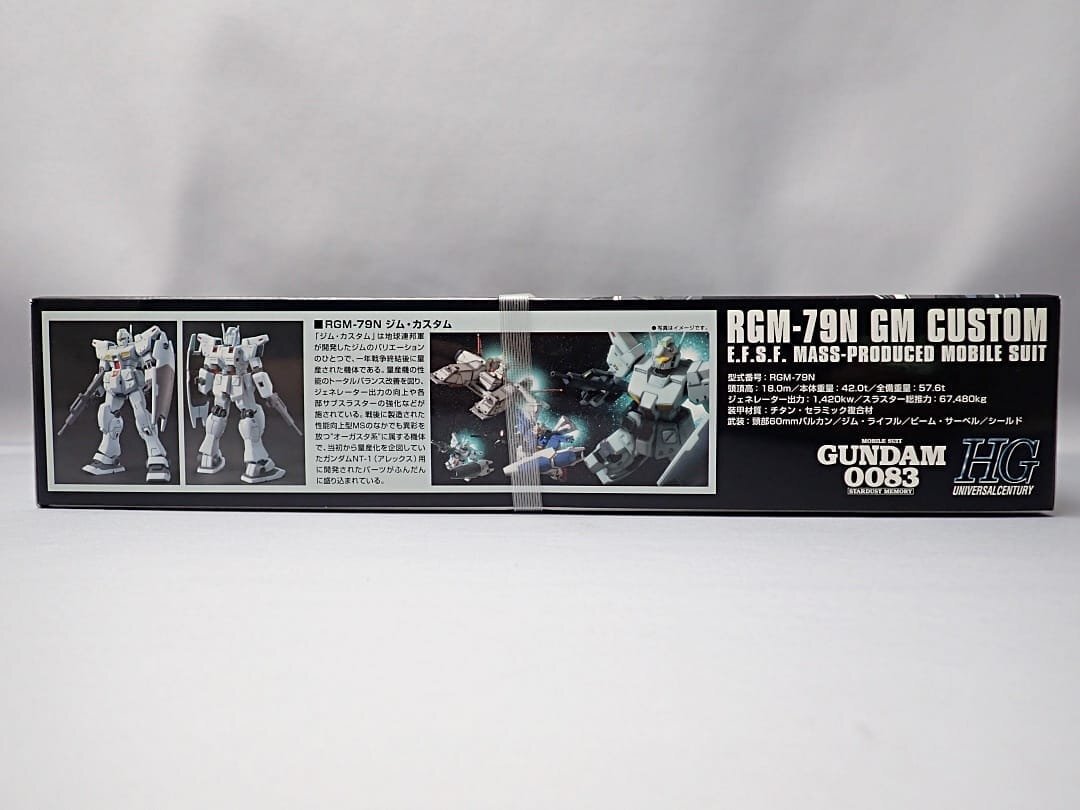 ■RGM-79N ジム・カスタム
「ジム・カスタム」は地球連邦軍
が開発したジムのバリエーション
のひとつで、一年戦争終結後に量
産された機体である。量産機の性
能のトータルバランス改善を図り、
ジェネレーター出力の向上や各
部サブスラスターの強化などが
施されている。戦後に製造された
性能向上型MSのなかでも異彩を
放つ"オーガスタ系"に属する機体
で、当初から量産化を企図してい
たガンダムNT-1(アレックス)用
に開発されたパーツがふんだん
に盛り込まれている。
●写真はイメージです。
RGM-79N GM CUSTOM
E.F.S.F. MASS-PRODUCED MOBILE SUIT
型式番号:RGM-79N
頭頂高:18.0m/本体重量:42.0t/全備重量:57.6t
ジェネレーター出力:1,420kw/スラスター総推力:67,480kg
装甲材質:チタン・セラミック複合材
武装:頭部60mmバルカン/ジム・ライフル/ビーム・サーベル/シールド
MOBILE SUIT
GUNDAM
0083
STARDUST MEMORY
HG
UNIVERSAL CENTURY